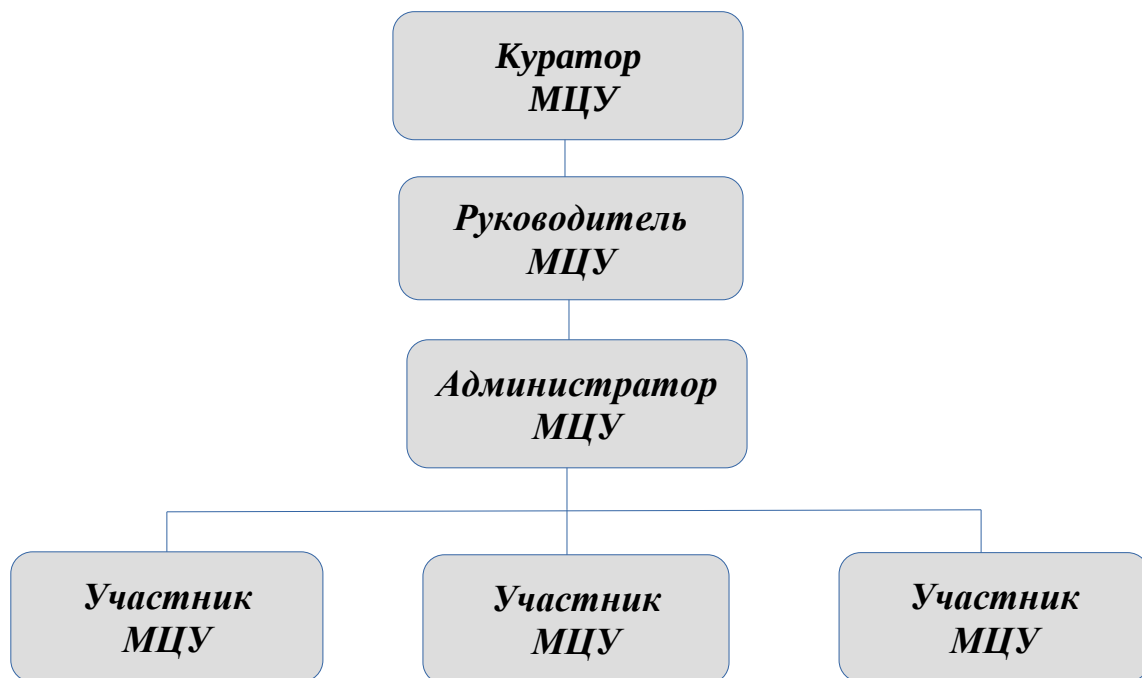 Куратор
МЦУ
Руководитель
МЦУ
Администратор
МЦУ
Участник
МЦУ
Участник
МЦУ
Участник
МЦУ